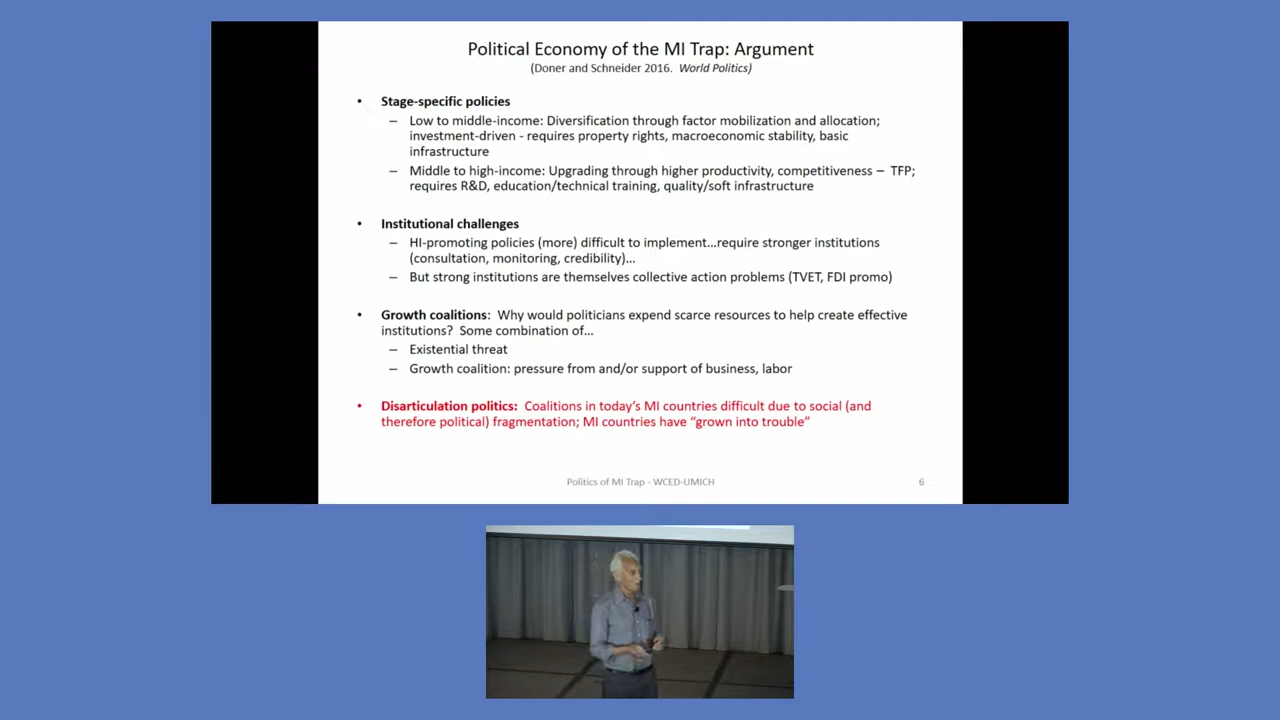 Political Economy of the MI Trap: Argument
(Doner and Schneider 2016. World Politics)
• Stage-specific policies
– Low to middle-income: Diversification through factor mobilization and allocation;
investment-driven - requires property rights, macroeconomic stability, basic
infrastructure
– Middle to high-income: Upgrading through higher productivity, competitiveness – TFP;
requires R&D, education/technical training, quality/soft infrastructure
• Institutional challenges
– HI-promoting policies (more) difficult to implement…require stronger institutions
(consultation, monitoring, credibility)…
– But strong institutions are themselves collective action problems (TVET, FDI promo)
• Growth coalitions: Why would politicians expend scarce resources to help create effective
institutions? Some combination of…
– Existential threat
– Growth coalition: pressure from and/or support of business, labor
• Disarticulation politics: Coalitions in today’s MI countries difficult due to social (and
therefore political) fragmentation; MI countries have “grown into trouble”
Politics of MI Trap - WCED-UMICH
6